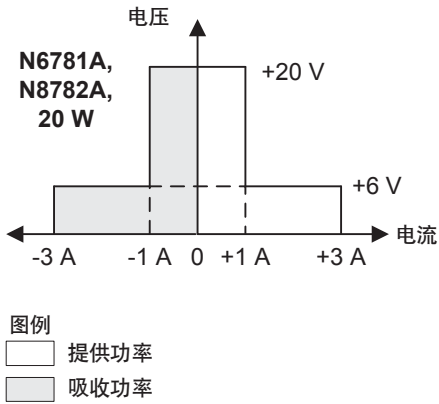 电压
N6781A,
N8782A,
20 W
+20 V
+6 V
电流
-3 A
-1 A
0
+1 A
+3 A
图例
提供功率
吸收功率